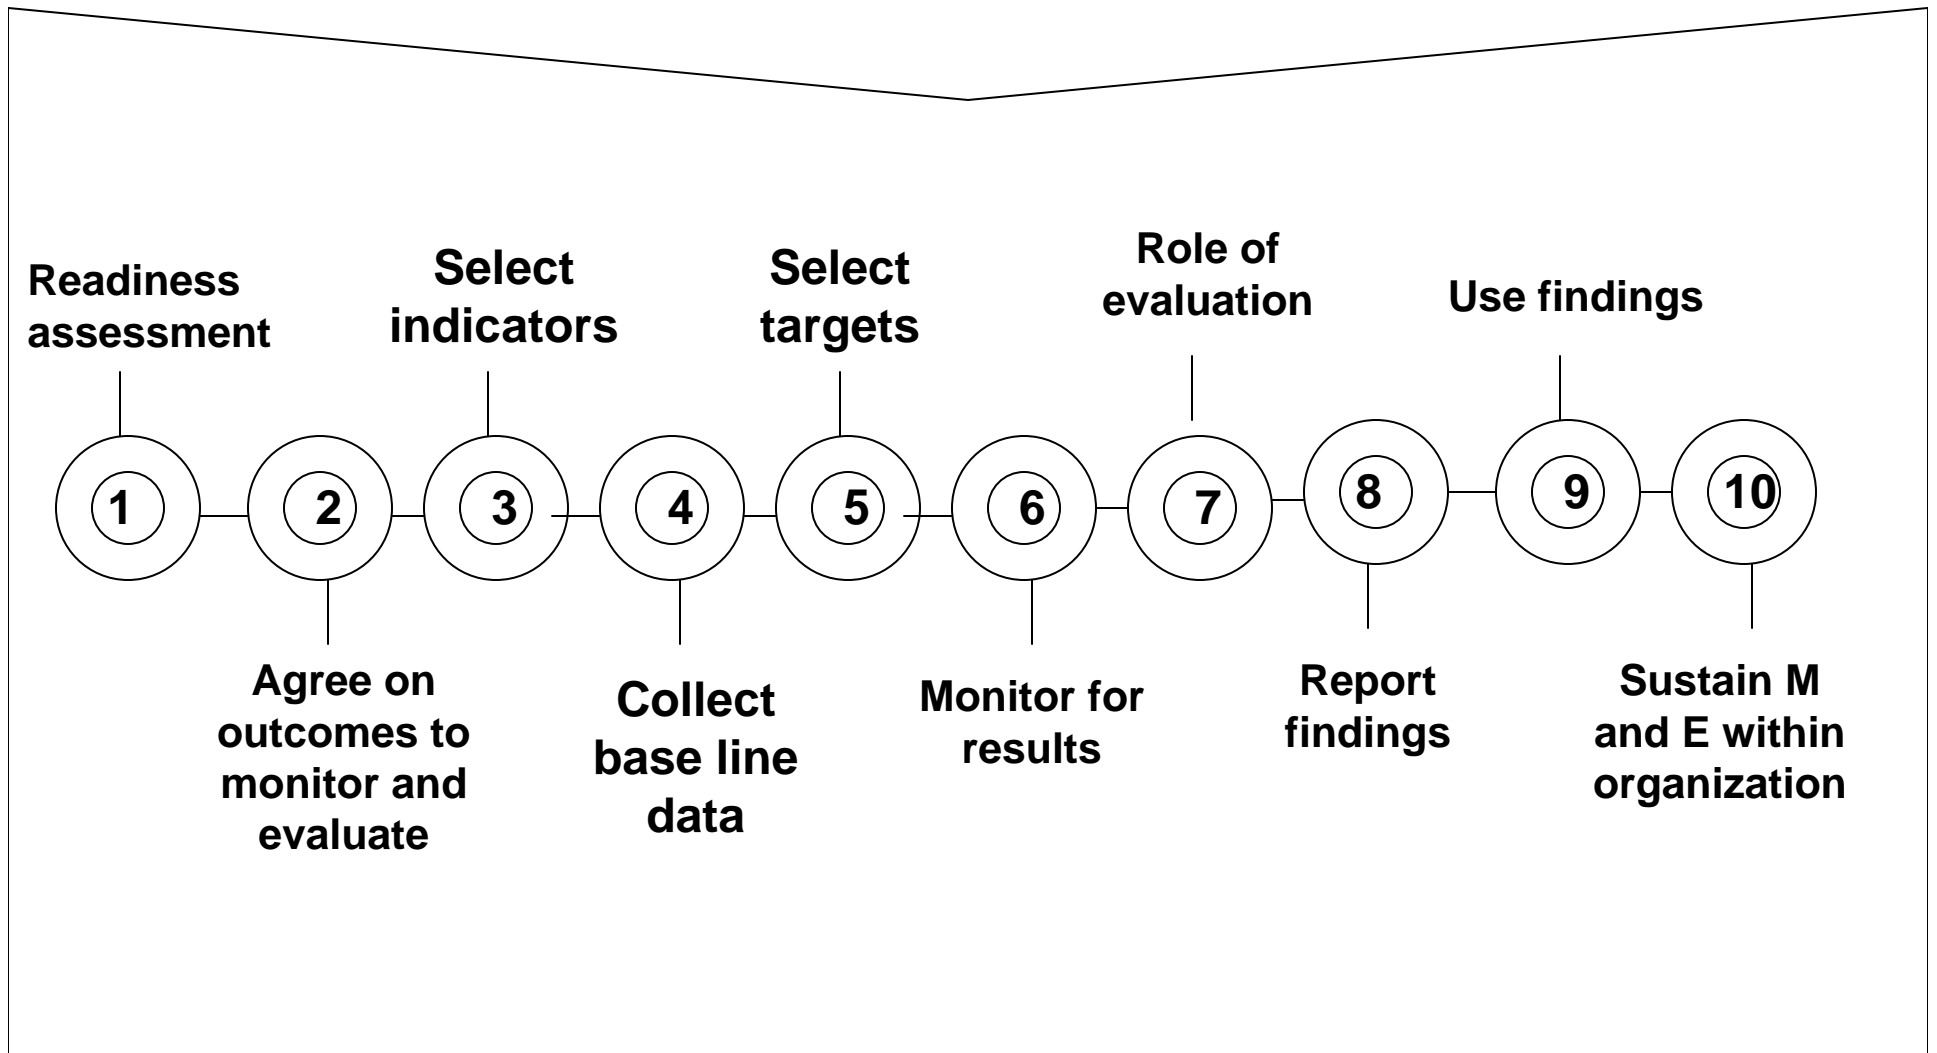 Readiness
assessment
Select
indicators
Select
targets
Role of
evaluation
Use findings
1
2
3
4
5
6
7
8
9
10
Agree on
outcomes to
monitor and
evaluate
Collect
base line
data
Monitor for
results
Report
findings
Sustain M
and E within
organization